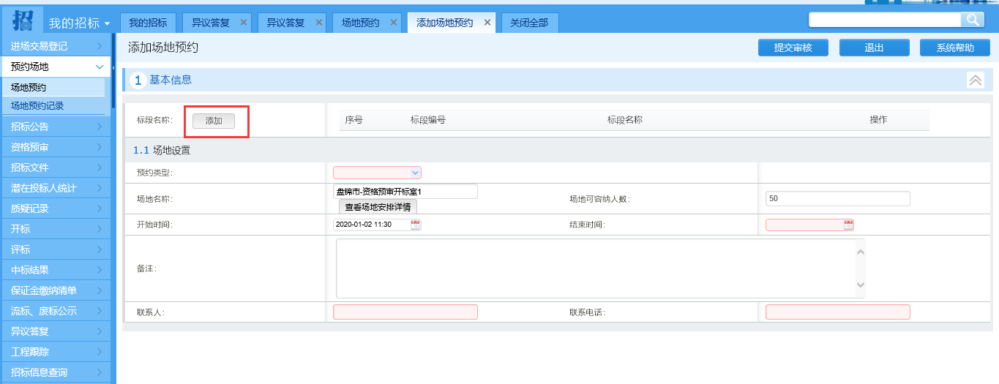 招 我的招标 我的招标 异议答复 异议答复 场地预约 添加场地预约 关闭全部
添加场地预约 提交审核 退出 系统帮助
进场交易登记
预约场地
场地预约
场地预约记录
招标公告
资格预审
招标文件
潜在投标人统计
质疑记录
开标
评标
中标结果
保证金缴纳清单
流标、废标公示
异议答复
工程跟踪
招标信息查询
1 基本信息
标段名称: 添加 序号 标段编号 标段名称 操作
1.1 场地设置
预约类型:
场地名称: 盘锦市-资格预审开标室1 场地可容纳人数: 50
查看场地安排详情
开始时间: 2020-01-02 11:30 结束时间:
备注:
联系人: 联系电话: